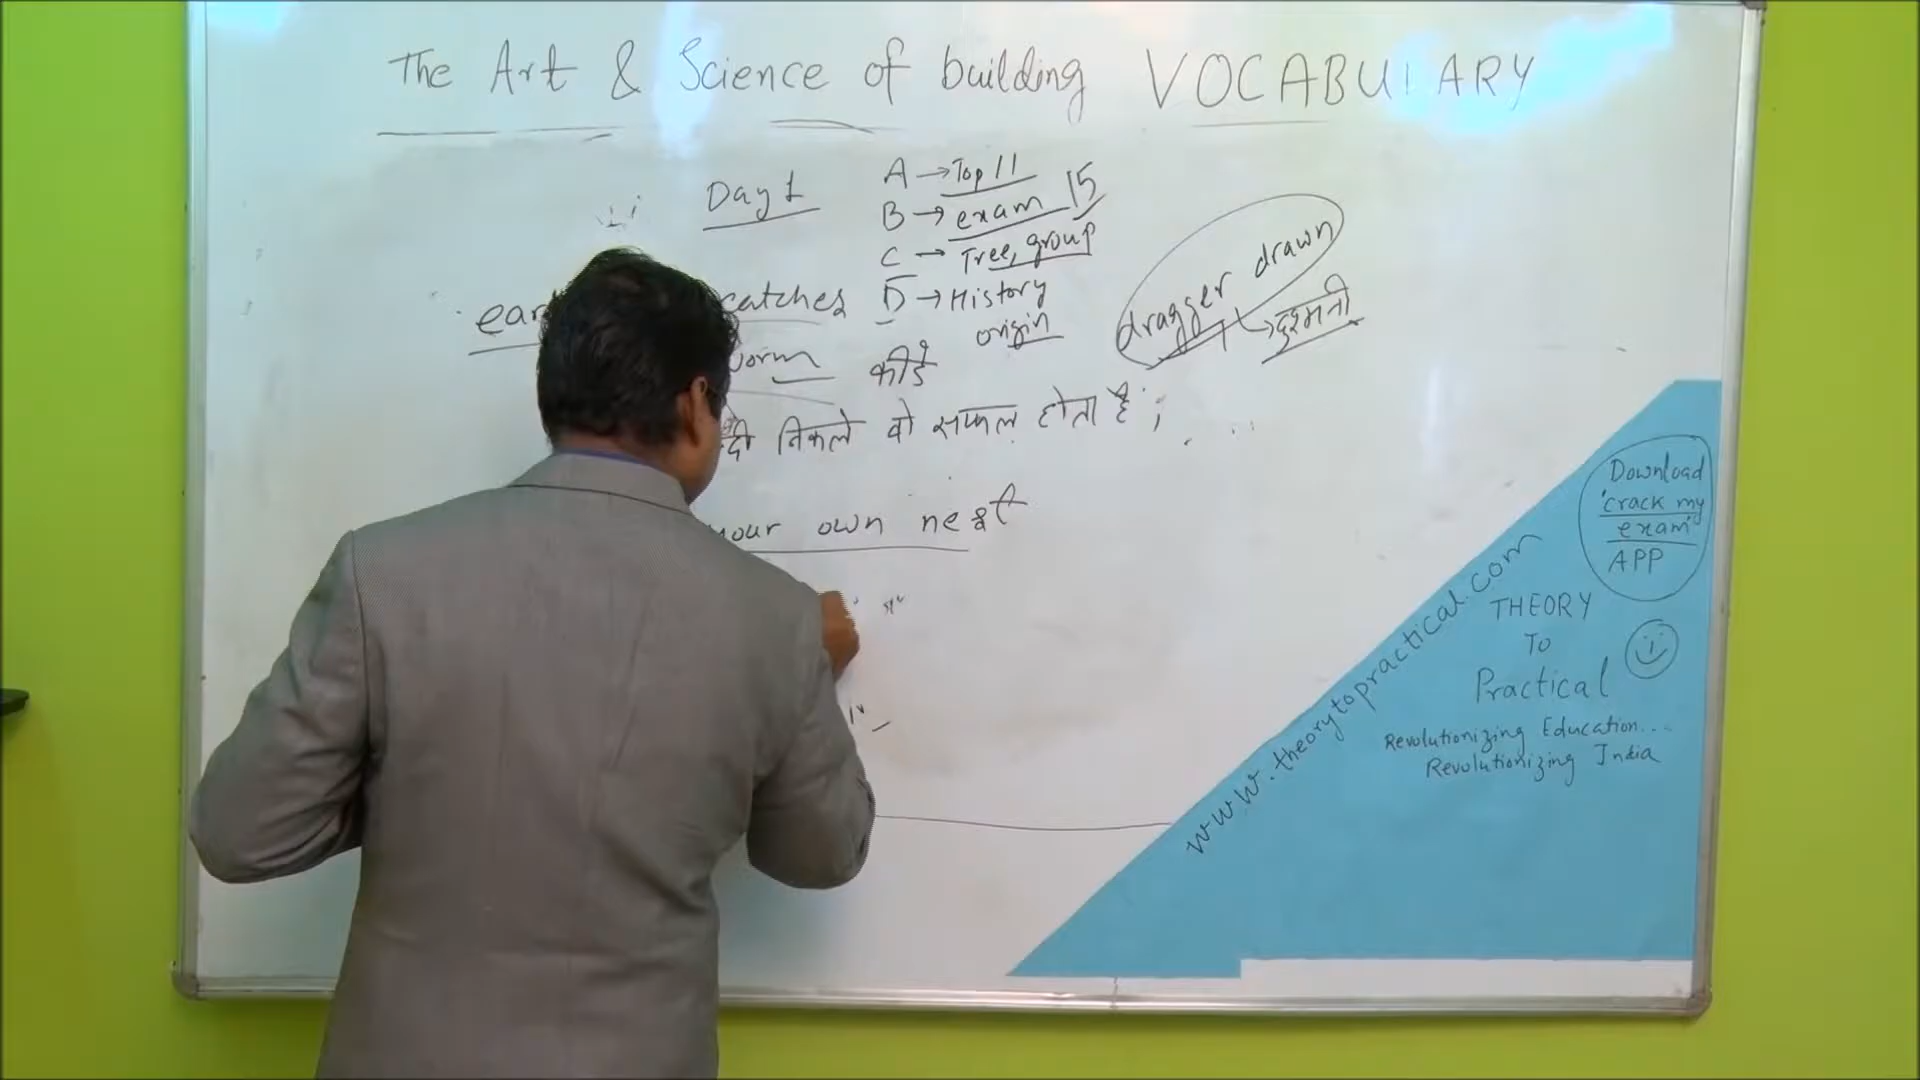 The Art & Science of building VOCABULARY
Day 1
A → Top 11
B → exam 15
C → Tree, group
D → History
origin
catches
worm कीडे
निकले वो सफल होता है ;
your own nest
dragger drawn
→ दुश्मनी
Download
'crack my
exam'
APP
www.theorytopractical.com
THEORY
To
Practical
Revolutionizing Education...
Revolutionizing India